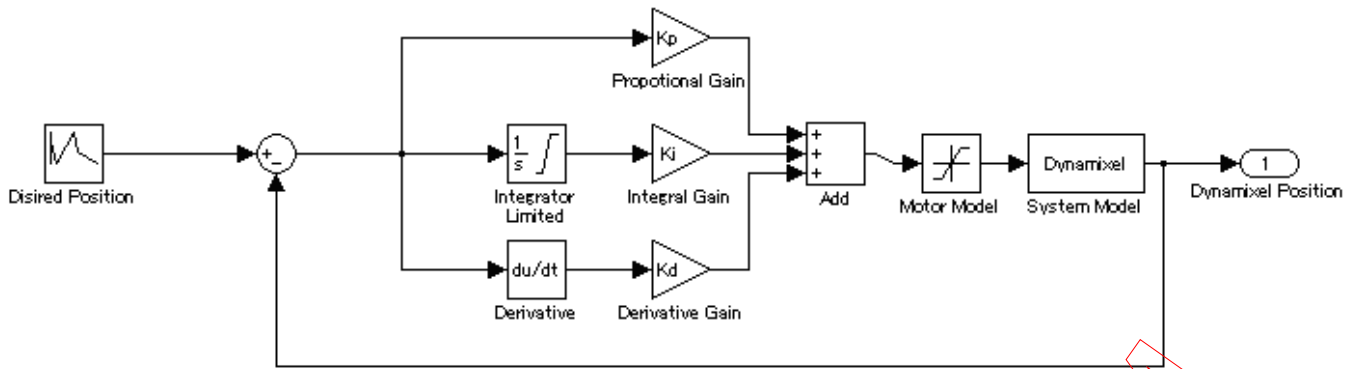 Kp
Propotional Gain
Disired Position
+
-
1
s
Integrator
Limited
Ki
Integral Gain
+
+
+
Add
Motor Model
Dynamixel
System Model
1
Dynamixel Position
du/dt
Derivative
Kd
Derivative Gain